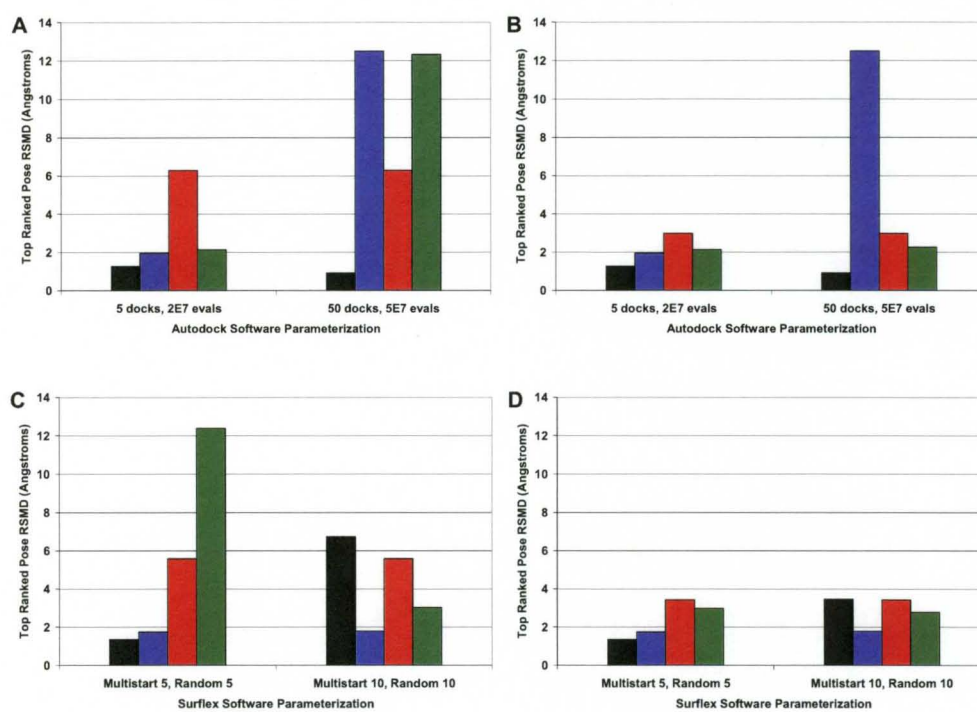 A
Top Ranked Pose RSMD (Angstroms)
14
12
10
8
6
4
2
0
5 docks, 2E7 evals
50 docks, 5E7 evals
Autodock Software Parameterization
B
Top Ranked Pose RSMD (Angstroms)
14
12
10
8
6
4
2
0
5 docks, 2E7 evals
50 docks, 5E7 evals
Autodock Software Parameterization
C
Top Ranked Pose RSMD (Angstroms)
14
12
10
8
6
4
2
0
Multistart 5, Random 5
Multistart 10, Random 10
Surflex Software Parameterization
D
Top Ranked Pose RSMD (Angstroms)
14
12
10
8
6
4
2
0
Multistart 5, Random 5
Multistart 10, Random 10
Surflex Software Parameterization